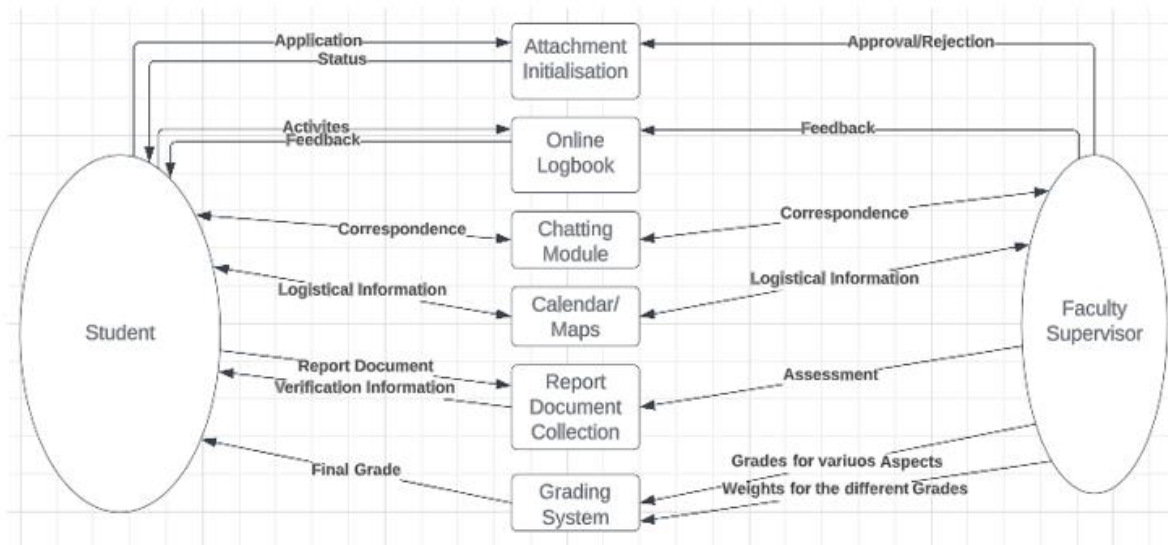 Application
Status
Attachment
Initialisation
Approval/Rejection
Activites
Feedback
Online
Logbook
Feedback
Correspondence
Chatting
Module
Correspondence
Logistical Information
Calendar/
Maps
Logistical Information
Student
Faculty
Supervisor
Report Document
Verification Information
Report
Document
Collection
Assessment
Final Grade
Grading
System
Grades for variuos Aspects
Weights for the different Grades